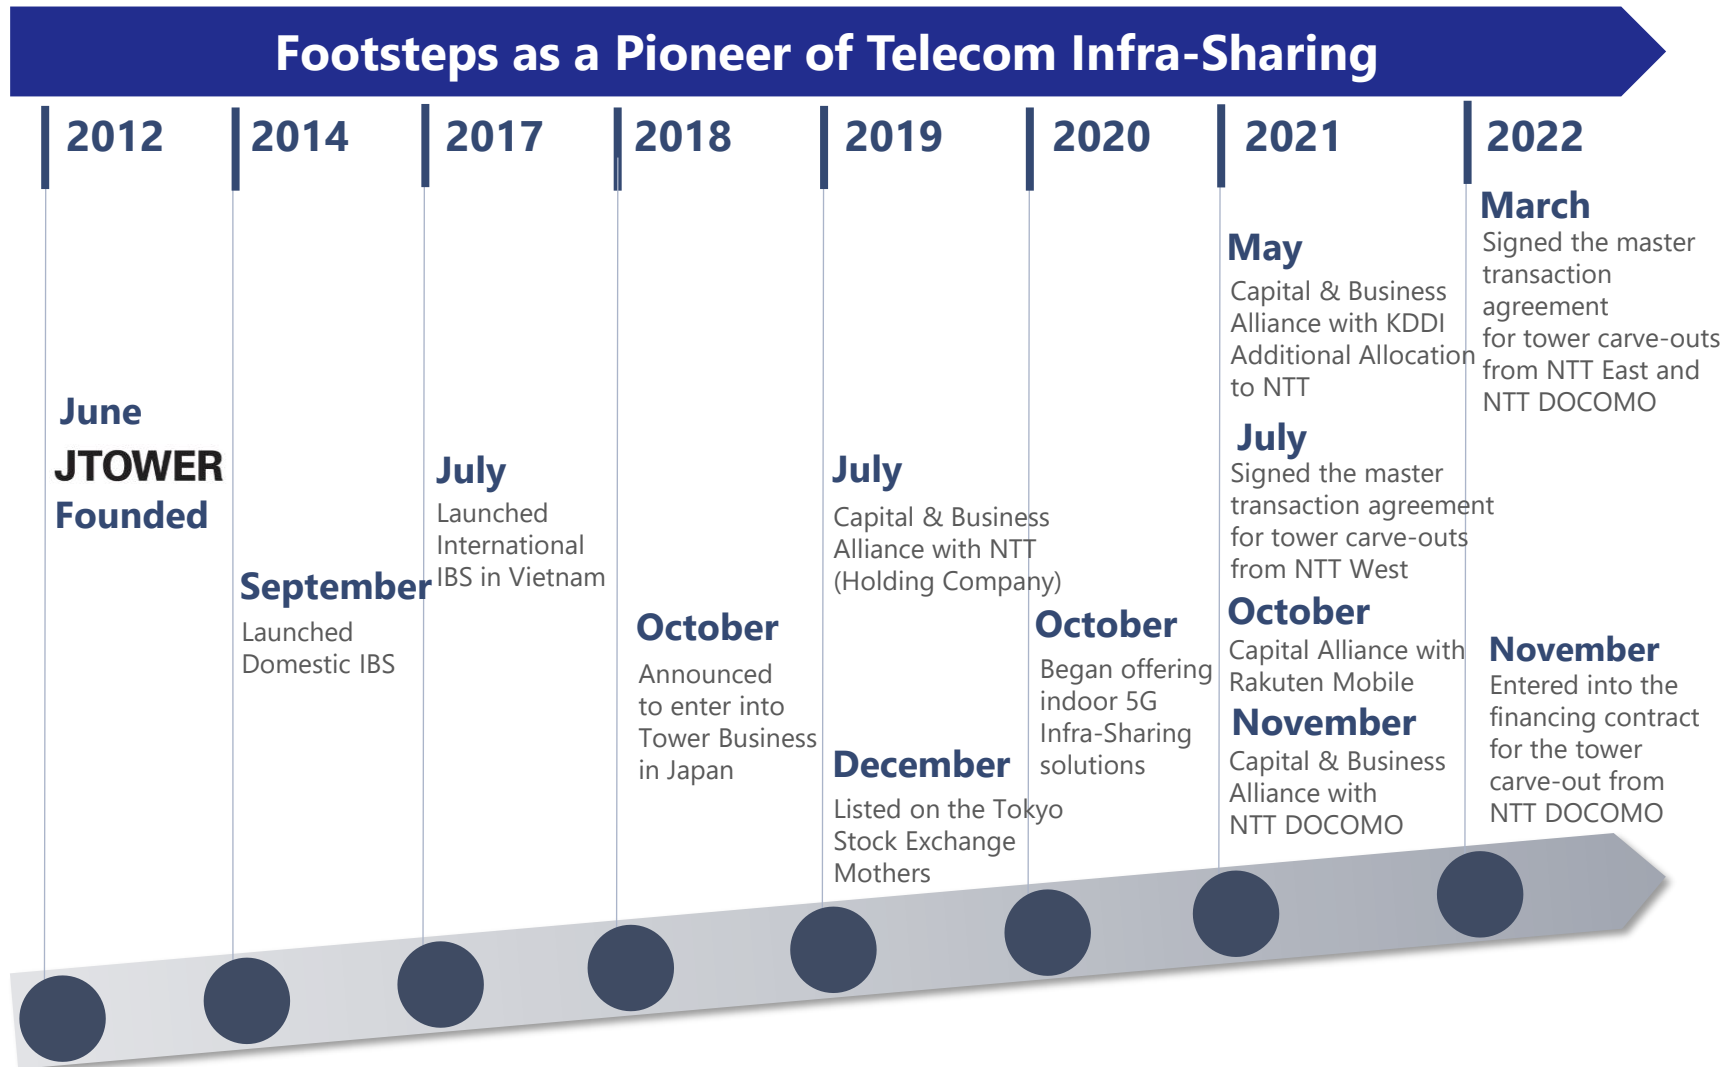 Footsteps as a Pioneer of Telecom Infra-Sharing
2012
June
JTOWER
Founded
2014
September
Launched
Domestic IBS
2017
July
Launched
International
IBS in Vietnam
2018
October
Announced
to enter into
Tower Business
in Japan
2019
July
Capital & Business
Alliance with NTT
(Holding Company)
December
Listed on the Tokyo
Stock Exchange
Mothers
2020
October
Began offering
indoor 5G
Infra-Sharing
solutions
2021
May
Capital & Business
Alliance with KDDI
Additional Allocation
to NTT
July
Signed the master
transaction agreement
for tower carve-outs
from NTT West
October
Capital Alliance with
Rakuten Mobile
November
Capital & Business
Alliance with
NTT DOCOMO
2022
March
Signed the master
transaction
agreement
for tower carve-outs
from NTT East and
NTT DOCOMO
November
Entered into the
financing contract
for the tower
carve-out from
NTT DOCOMO